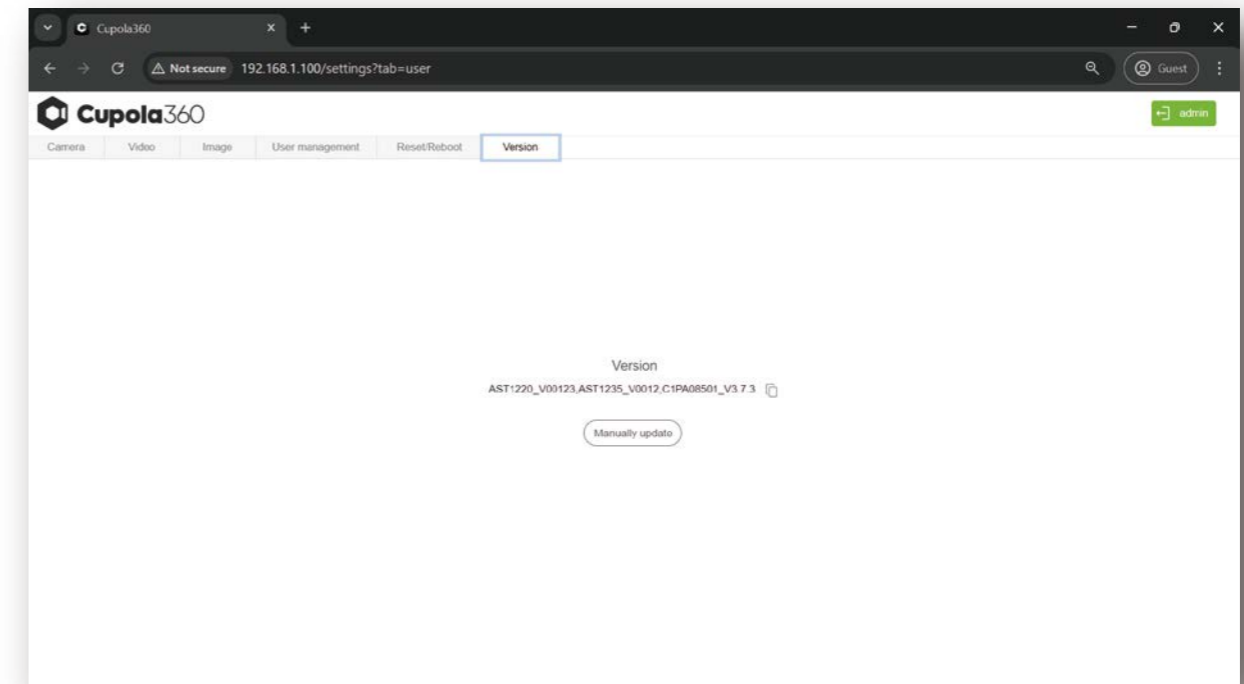 Cupola360
Not secure 192.168.1.100/settings?tab=user
Guest
Cupola360
admin
Camera Video Image User management Reset/Reboot Version
Version
AST1220_V00123,AST1235_V0012,C1PA08501_V3.7.3
Manually update